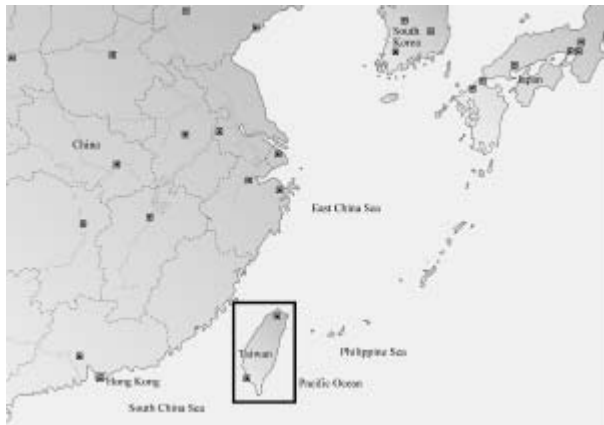 South
Korea
Japan
China
East China Sea
Philippine Sea
Taiwan
Hong Kong
Pacific Ocean
South China Sea